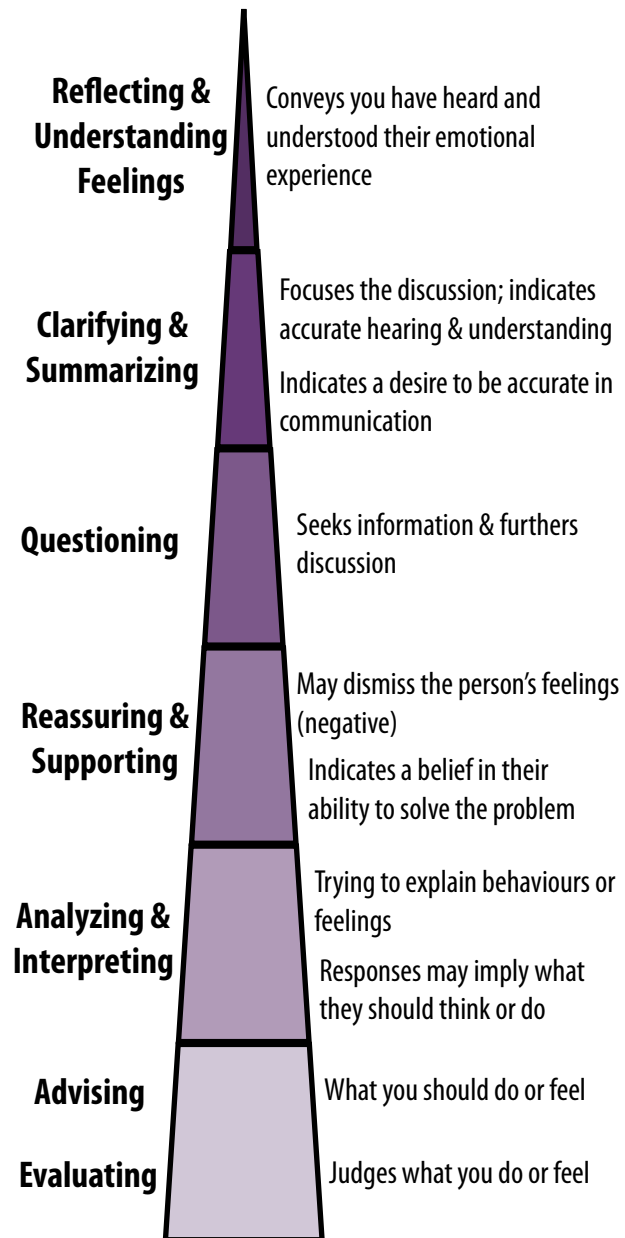 Reflecting &
Understanding
Feelings
Conveys you have heard and
understood their emotional
experience
Clarifying &
Summarizing
Focuses the discussion; indicates
accurate hearing & understanding
Indicates a desire to be accurate in
communication
Questioning
Seeks information & furthers
discussion
Reassuring &
Supporting
May dismiss the person’s feelings
(negative)
Indicates a belief in their
ability to solve the problem
Analyzing &
Interpreting
Trying to explain behaviours or
feelings
Responses may imply what
they should think or do
Advising
What you should do or feel
Evaluating
Judges what you do or feel